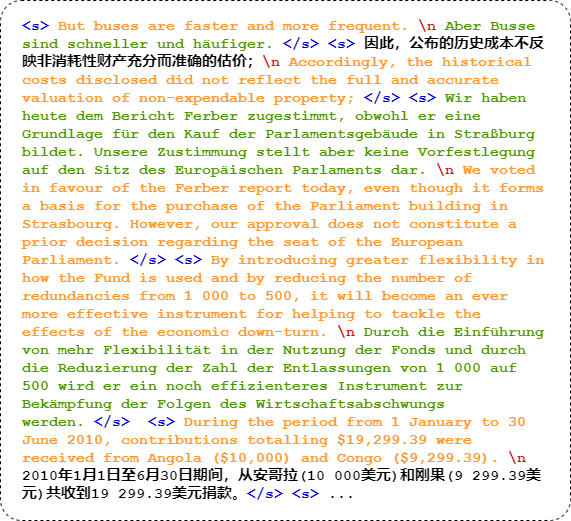 <s> But buses are faster and more frequent. \n Aber Busse
sind schneller und häufiger. </s> <s> 因此，公布的历史成本不反
映非消耗性财产充分而准确的估价；\n Accordingly, the historical
costs disclosed did not reflect the full and accurate
valuation of non-expendable property; </s> <s> Wir haben
heute dem Bericht Ferber zugestimmt, obwohl er eine
Grundlage für den Kauf der Parlamentsgebäude in Straßburg
bildet. Unsere Zustimmung stellt aber keine Vorfestlegung
auf den Sitz des Europäischen Parlaments dar. \n We voted
in favour of the Ferber report today, even though it forms
a basis for the purchase of the Parliament building in
Strasbourg. However, our approval does not constitute a
prior decision regarding the seat of the European
Parliament. </s> <s> By introducing greater flexibility in
how the Fund is used and by reducing the number of
redundancies from 1 000 to 500, it will become an ever
more effective instrument for helping to tackle the
effects of the economic down-turn. \n Durch die Einführung
von mehr Flexibilität in der Nutzung der Fonds und durch
die Reduzierung der Zahl der Entlassungen von 1 000 auf
500 wird er ein noch effizienteres Instrument zur
Bekämpfung der Folgen des Wirtschaftsabschwungs
werden. </s> <s> During the period from 1 January to 30
June 2010, contributions totalling $19,299.39 were
received from Angola ($10,000) and Congo ($9,299.39). \n
2010年1月1日至6月30日期间，从安哥拉(10 000美元)和刚果(9 299.39美
元)共收到19 299.39美元捐款。</s> <s> ...